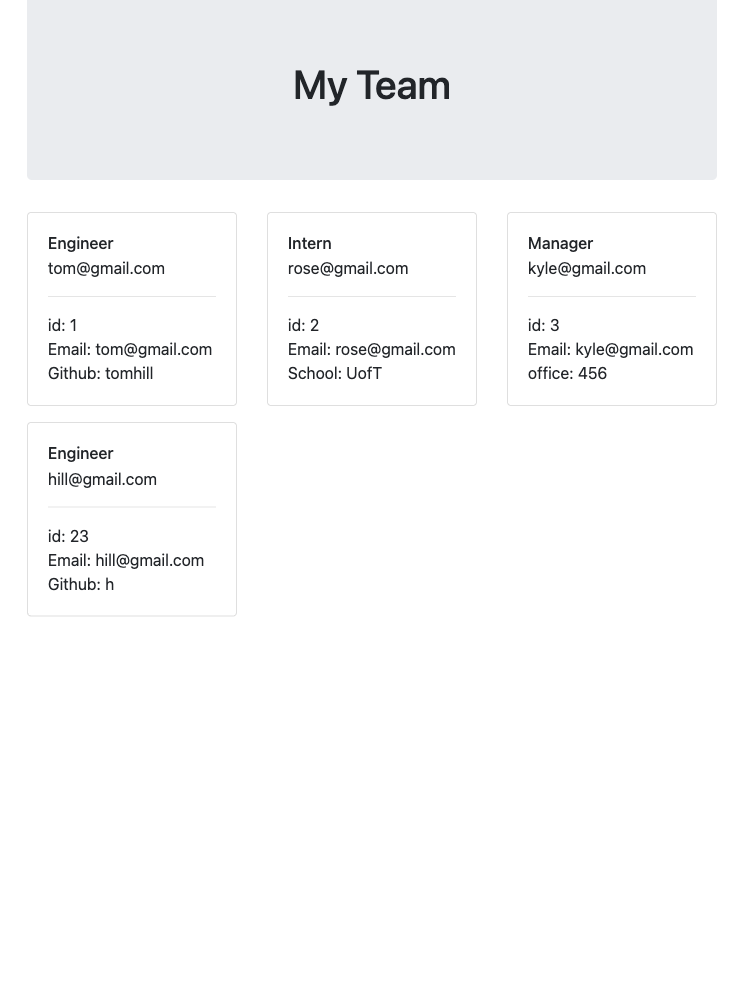 My Team
Engineer
tom@gmail.com
id: 1
Email: tom@gmail.com
Github: tomhill
Intern
rose@gmail.com
id: 2
Email: rose@gmail.com
School: UofT
Manager
kyle@gmail.com
id: 3
Email: kyle@gmail.com
office: 456
Engineer
hill@gmail.com
id: 23
Email: hill@gmail.com
Github: h